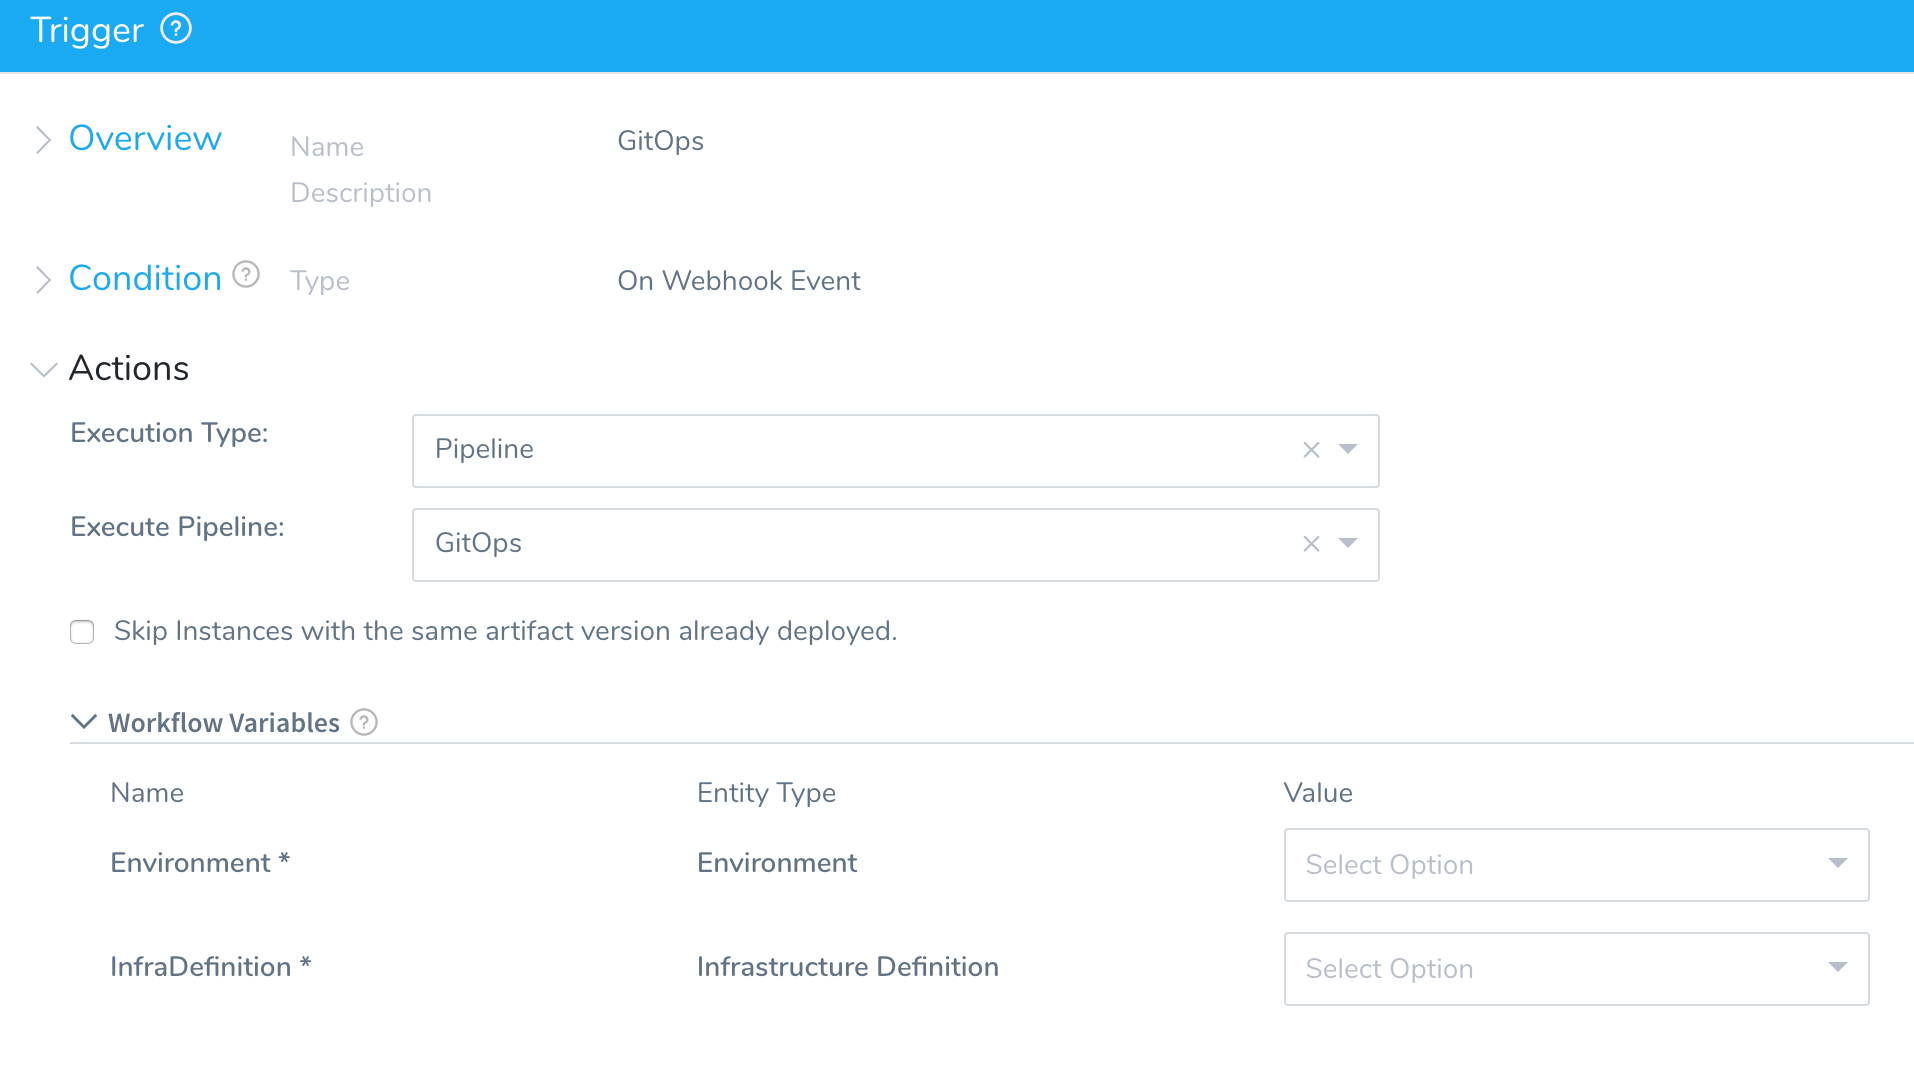 Trigger ?
Overview Name GitOps
Description
Condition ? Type On Webhook Event
Actions
Execution Type: Pipeline
Execute Pipeline: GitOps
Skip Instances with the same artifact version already deployed.
Workflow Variables ?
Name Entity Type Value
Environment * Environment Select Option
InfraDefinition * Infrastructure Definition Select Option